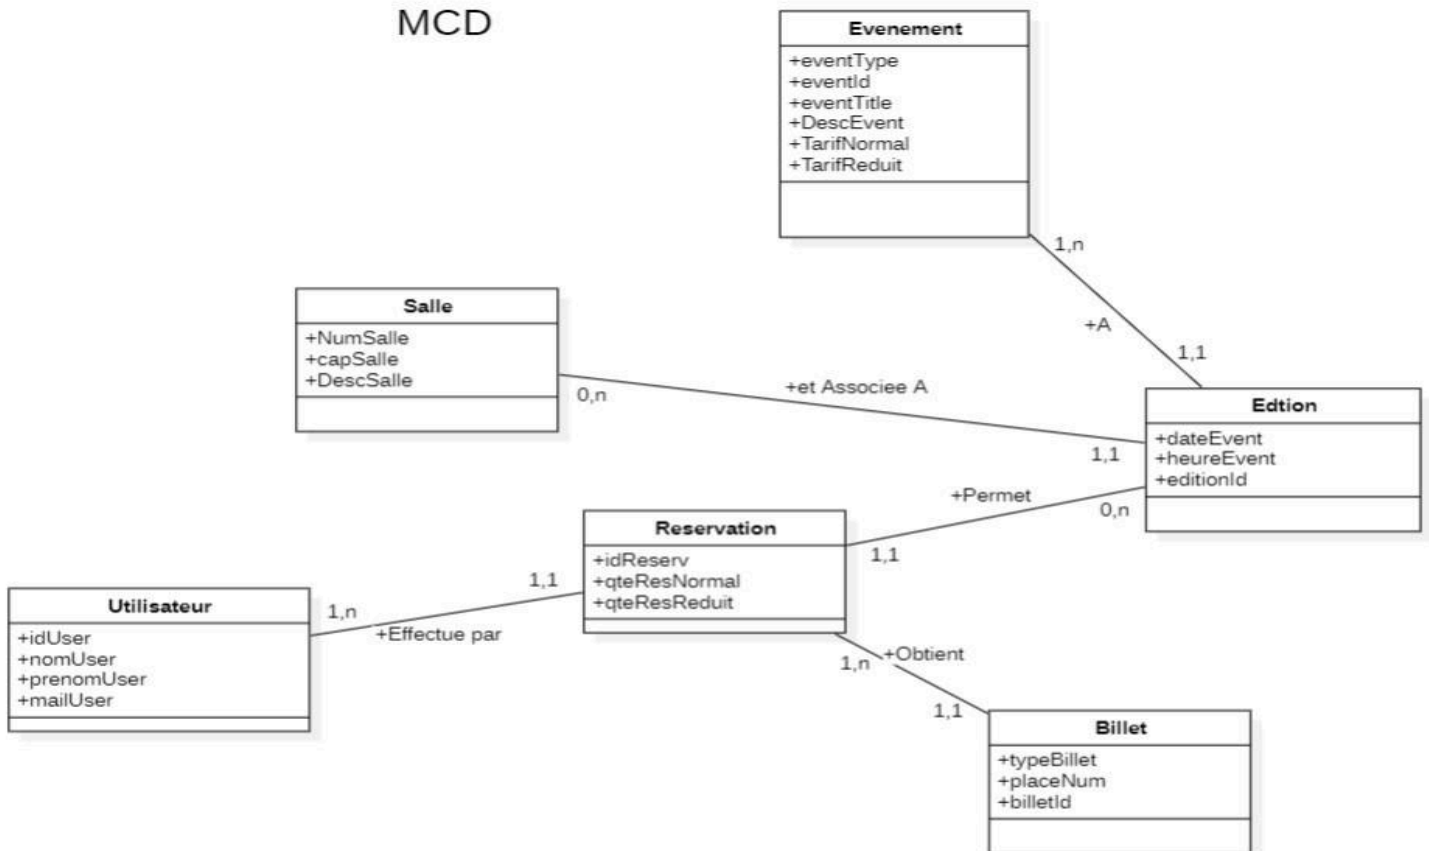 MCD
Evenement
+eventType
+eventId
+eventTitle
+DescEvent
+TarifNormal
+TarifReduit
1,n
+A
1,1
Salle
+NumSalle
+capSalle
+DescSalle
0,n
+et Associee A
1,1
Edtion
+dateEvent
+heureEvent
+editionId
+Permet
0,n
1,1
Reservation
+idReserv
+qteResNormal
+qteResReduit
1,1
1,n
+Effectue par
Utilisateur
+idUser
+nomUser
+prenomUser
+mailUser
1,n
+Obtient
1,1
Billet
+typeBillet
+placeNum
+billetId